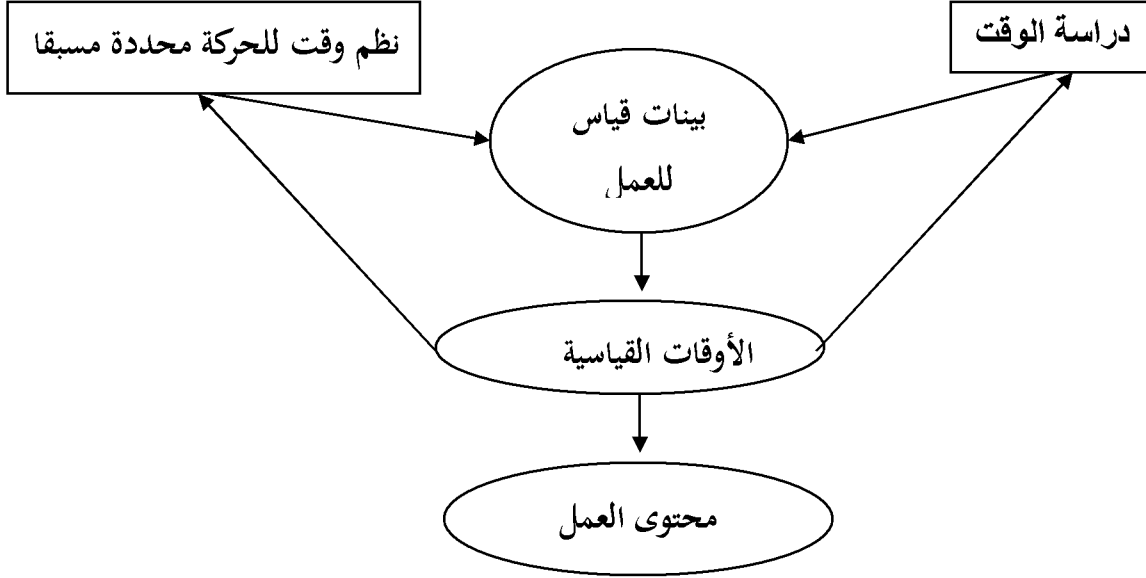 دراسة الوقت
نظم وقت للحركة محددة مسبقا
بينات قياس
للعمل
الأوقات القياسية
محتوى العمل